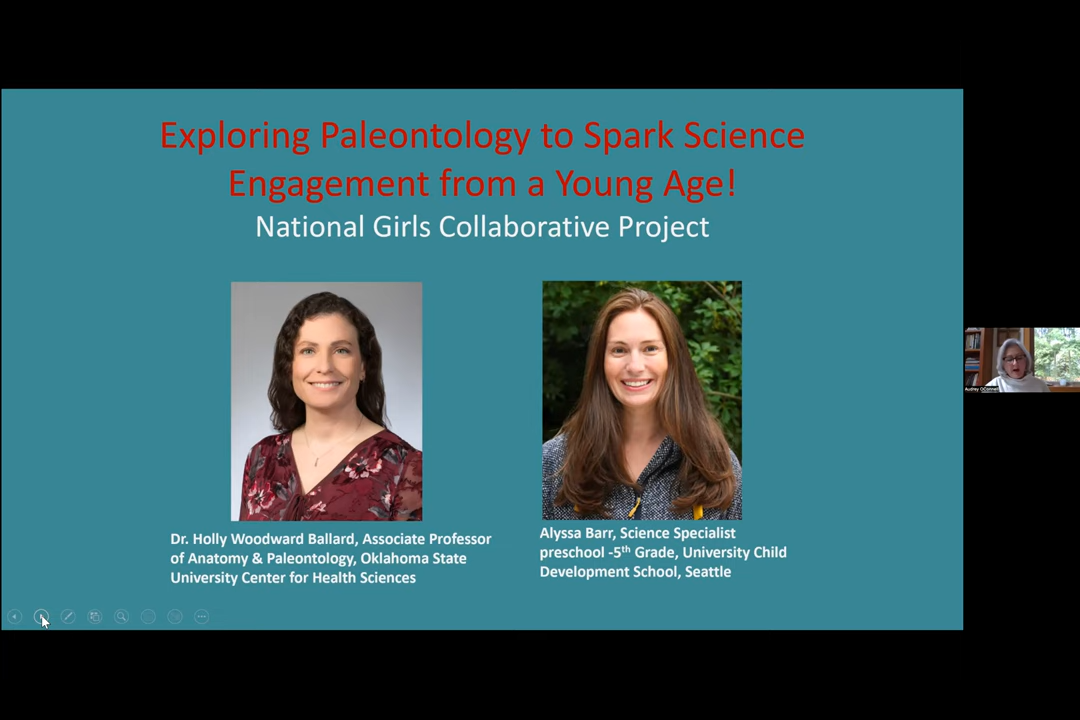 Exploring Paleontology to Spark Science
Engagement from a Young Age!
National Girls Collaborative Project
Dr. Holly Woodward Ballard, Associate Professor
of Anatomy & Paleontology, Oklahoma State
University Center for Health Sciences
Alyssa Barr, Science Specialist
preschool -5th Grade, University Child
Development School, Seattle
Audrey OConnell